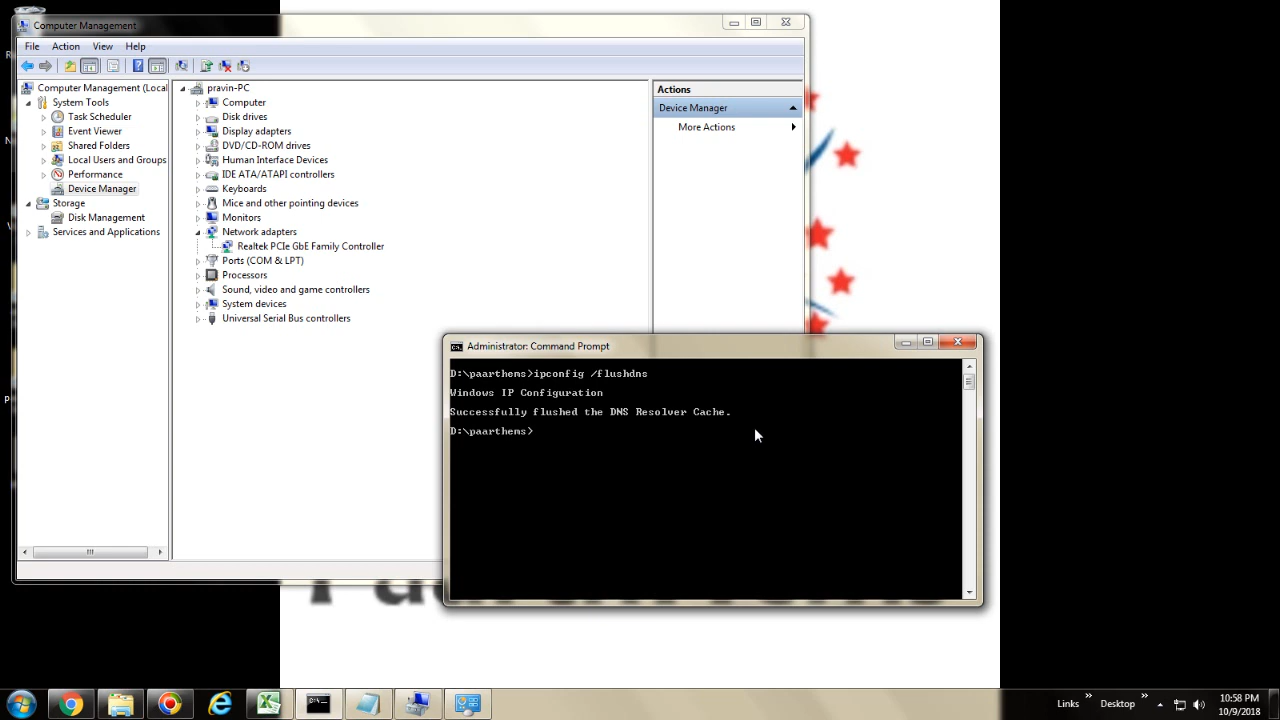 Computer Management
File Action View Help
Computer Management (Local
System Tools
Task Scheduler
Event Viewer
Shared Folders
Local Users and Groups
Performance
Device Manager
Storage
Disk Management
Services and Applications
pravin-PC
Computer
Disk drives
Display adapters
DVD/CD-ROM drives
Human Interface Devices
IDE ATA/ATAPI controllers
Keyboards
Mice and other pointing devices
Monitors
Network adapters
Realtek PCIe GbE Family Controller
Ports (COM & LPT)
Processors
Sound, video and game controllers
System devices
Universal Serial Bus controllers
Actions
Device Manager
More Actions
Administrator: Command Prompt
D:\paarthems>ipconfig /flushdns
Windows IP Configuration
Successfully flushed the DNS Resolver Cache.
D:\paarthems>
Links
Desktop
10:58 PM
10/9/2018